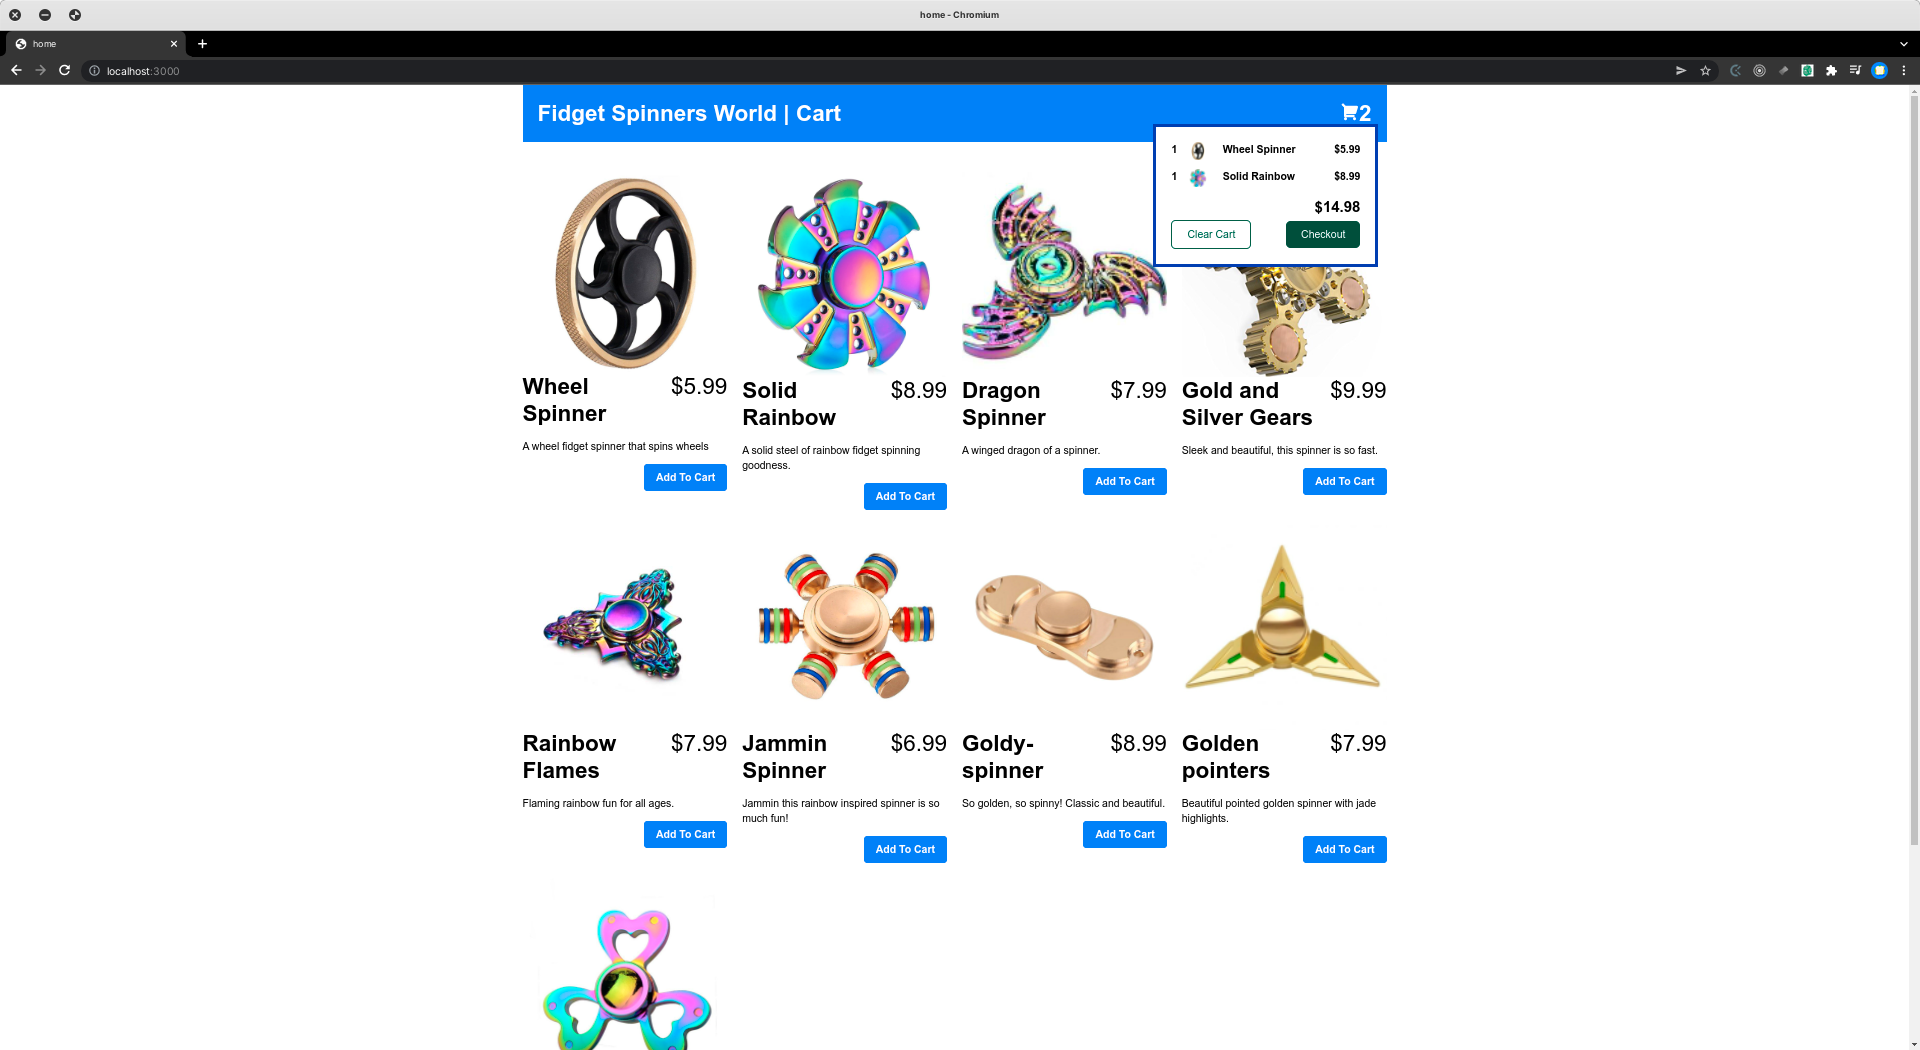 home - Chromium
home
localhost:3000
Fidget Spinners World | Cart
2
1 Wheel Spinner $5.99
1 Solid Rainbow $8.99
$14.98
Clear Cart Checkout
Wheel Spinner $5.99
A wheel fidget spinner that spins wheels
Add To Cart
Solid Rainbow $8.99
A solid steel of rainbow fidget spinning
goodness.
Add To Cart
Dragon Spinner $7.99
A winged dragon of a spinner.
Add To Cart
Gold and Silver Gears $9.99
Sleek and beautiful, this spinner is so fast.
Add To Cart
Rainbow Flames $7.99
Flaming rainbow fun for all ages.
Add To Cart
Jammin Spinner $6.99
Jammin this rainbow inspired spinner is so
much fun!
Add To Cart
Goldy-spinner $8.99
So golden, so spinny! Classic and beautiful.
Add To Cart
Golden pointers $7.99
Beautiful pointed golden spinner with jade
highlights.
Add To Cart